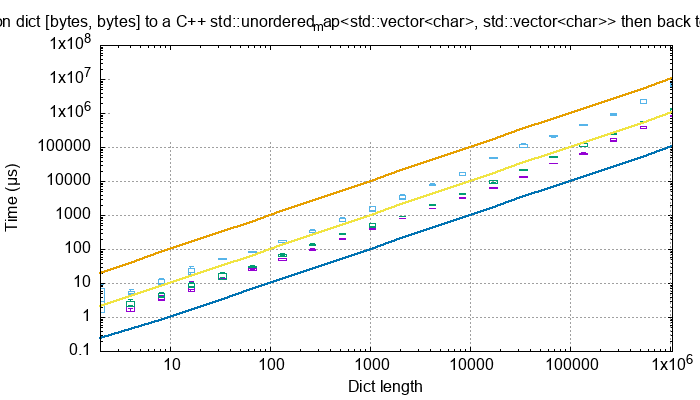 on dict [bytes, bytes] to a C++ std::unordered_map<std::vector<char>, std::vector<char>> then back to
1x10^8
1x10^7
1x10^6
100000
10000
1000
100
10
1
0.1
Time (µs)
10 100 1000 10000 100000 1x10^6
Dict length